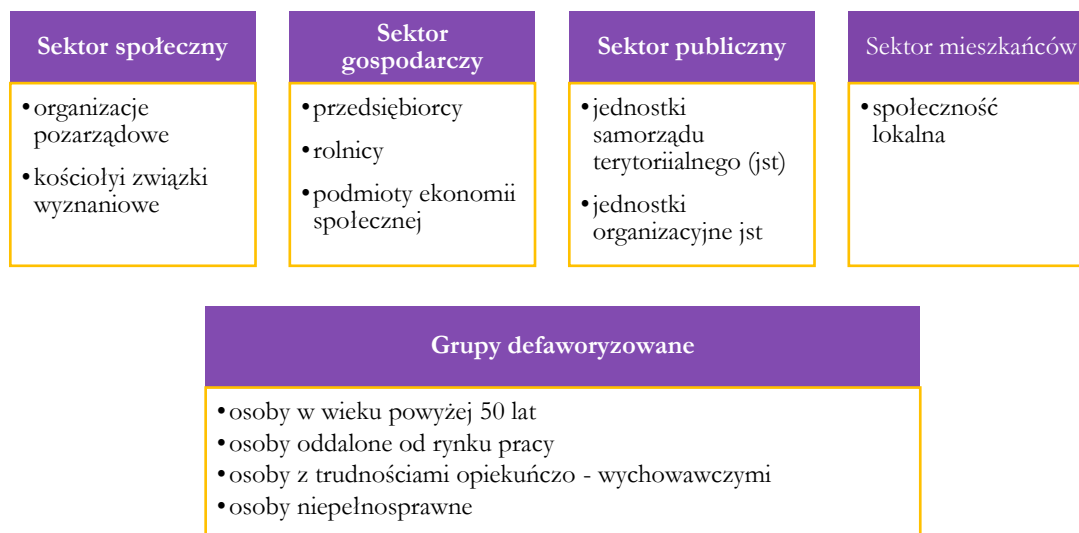 Sektor społeczny
• organizacje
pozarządowe
• kościołyi związki
wyznaniowe
Sektor
gospodarczy
• przedsiębiorcy
• rolnicy
• podmioty ekonomii
społecznej
Sektor publiczny
• jednostki
samorządu
terytoriialnego (jst)
• jednostki
organizacyjne jst
Sektor mieszkańców
• społeczność
lokalna
Grupy defaworyzowane
• osoby w wieku powyżej 50 lat
• osoby oddalone od rynku pracy
• osoby z trudnościami opiekuńczo - wychowawczymi
• osoby niepełnosprawne